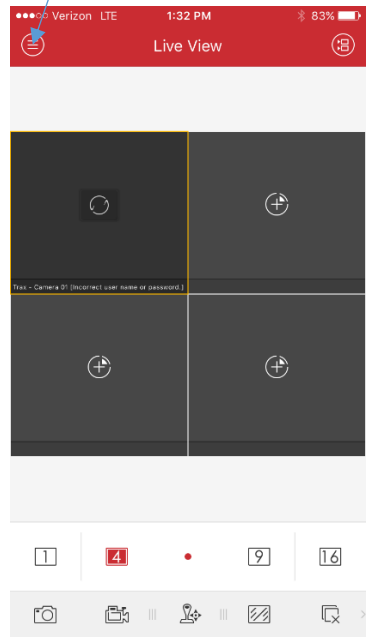 Verizon LTE 1:32 PM 83%
Live View
Trax - Camera 01 [Incorrect user name or password.]
1 4 9 16